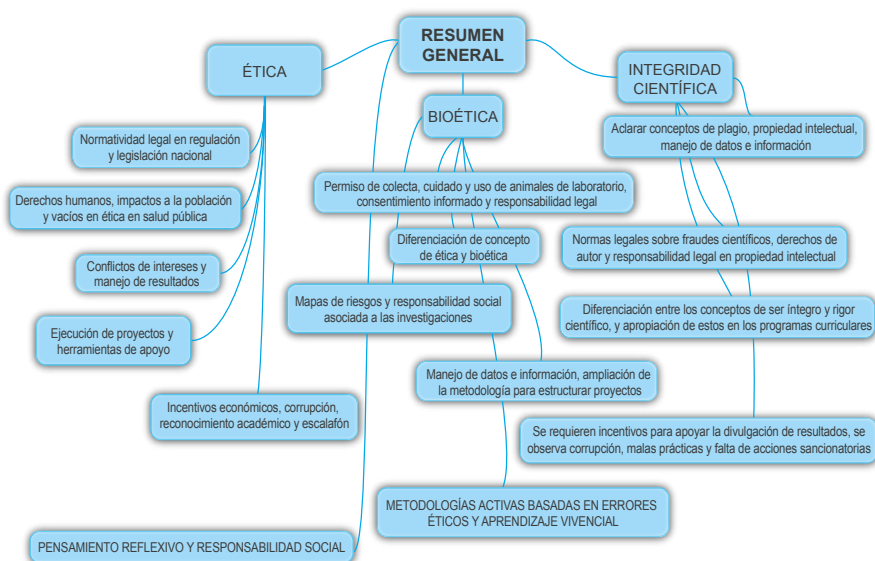 RESUMEN
GENERAL
ÉTICA
Normatividad legal en regulación
y legislación nacional
Derechos humanos, impactos a la población
y vacíos en ética en salud pública
Conflictos de intereses y
manejo de resultados
Ejecución de proyectos y
herramientas de apoyo
Incentivos económicos, corrupción,
reconocimiento académico y escalafón
BIOÉTICA
Permiso de colecta, cuidado y uso de animales de laboratorio,
consentimiento informado y responsabilidad legal
Diferenciación de concepto
de ética y bioética
Mapas de riesgos y responsabilidad social
asociada a las investigaciones
Manejo de datos e información, ampliación de
la metodología para estructurar proyectos
METODOLOGÍAS ACTIVAS BASADAS EN ERRORES
ÉTICOS Y APRENDIZAJE VIVENCIAL
INTEGRIDAD
CIENTÍFICA
Aclarar conceptos de plagio, propiedad intelectual,
manejo de datos e información
Normas legales sobre fraudes científicos, derechos de
autor y responsabilidad legal en propiedad intelectual
Diferenciación entre los conceptos de ser íntegro y rigor
científico, y apropiación de estos en los programas curriculares
Se requieren incentivos para apoyar la divulgación de resultados, se
observa corrupción, malas prácticas y falta de acciones sancionatorias
PENSAMIENTO REFLEXIVO Y RESPONSABILIDAD SOCIAL